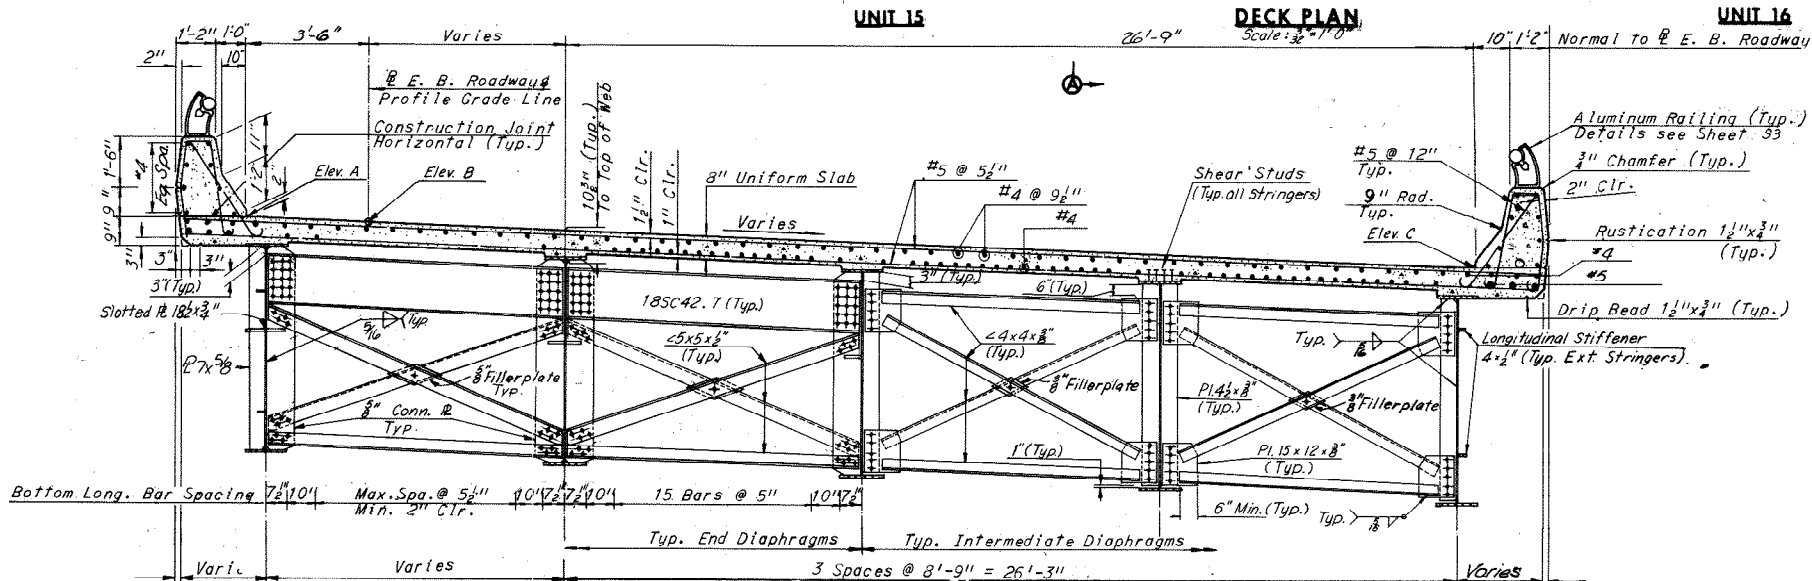 UNIT 15
DECK PLAN
UNIT 16
Scale: 3/32"=1'0"
1'-2" 1'-0" 3'-6" Varies 26'-9" 10" 1'-2" Normal to ℞ E. B. Roadway
2" 10"
℞ E. B. Roadway &
Profile Grade Line
A
Construction Joint
Horizontal (Typ.)
10 3/8" (Typ.)
to Top of Web
Aluminum Railing (Typ.)
Details see Sheet 33
1'-6" #4 Eq. Spa. 11" 1'-2" 2"
Elev. A
Elev. B
1 1/2" Clr.
1" Clr.
8" Uniform Slab
#5 @ 5 1/2"
#4 @ 9 1/2"
#4
Shear Studs
(Typ. all Stringers)
#5 @ 12"
Typ.
3/4" Chamfer (Typ.)
2" Clr.
9" Rad.
Typ.
Varies
Elev. C
Rustication 1 1/2"x3/4"
(Typ.)
#4
#5
9" 9"
3" 3" 3"
3"(Typ.)
3"(Typ.)
6"(Typ.)
Drip Bead 1 1/2"x3/4" (Typ.)
Slotted ℞
18SC42.7 (Typ.)
5/16 Typ.
<5x5x1/2"
(Typ.)
<4x4x3/8"
(Typ.)
Typ. 5/16
Longitudinal Stiffener
4x1/2" (Typ. Ext. Stringers)
℞ 7x5/8
3/8" Fillerplate
Typ.
3/8" Fillerplate
Pl. 4 1/2x3/8"
(Typ.)
3/8" Fillerplate
5/8" Conn. ℞
Typ.
1" (Typ.)
Pl. 15x12x3/8"
(Typ.)
Bottom Long. Bar Spacing 7 1/2" 10" Max. Spa. @ 5 1/2" 10" 7 1/2" 7 1/2" 10" 15 Bars @ 5" 10" 7 1/2"
Min. 2" Clr.
6" Min. (Typ.)
Typ. 5/16
Typ. End Diaphragms
Typ. Intermediate Diaphragms
Varies
3 Spaces @ 8'-9" = 26'-3"
Varies